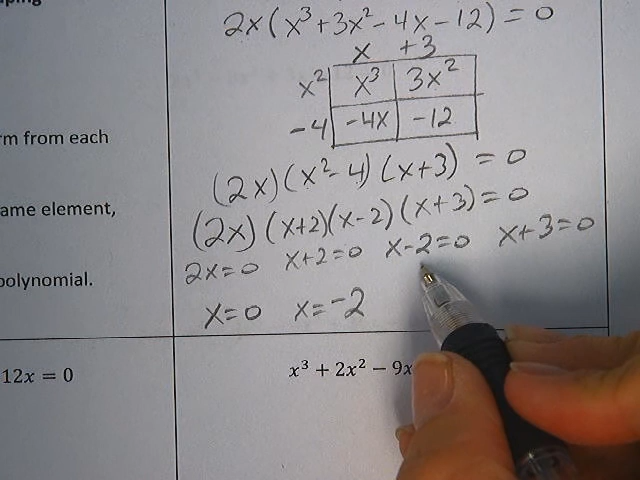 2x(x³+3x²-4x-12)=0
x +3
x² x³ 3x²
-4 -4x -12
rm from each
(2x)(x²-4)(x+3)=0
ame element,
(2x)(x+2)(x-2)(x+3)=0
polynomial.
2x=0 x+2=0 x-2=0 x+3=0
x=0 x=-2
12x = 0
x³ + 2x² − 9x